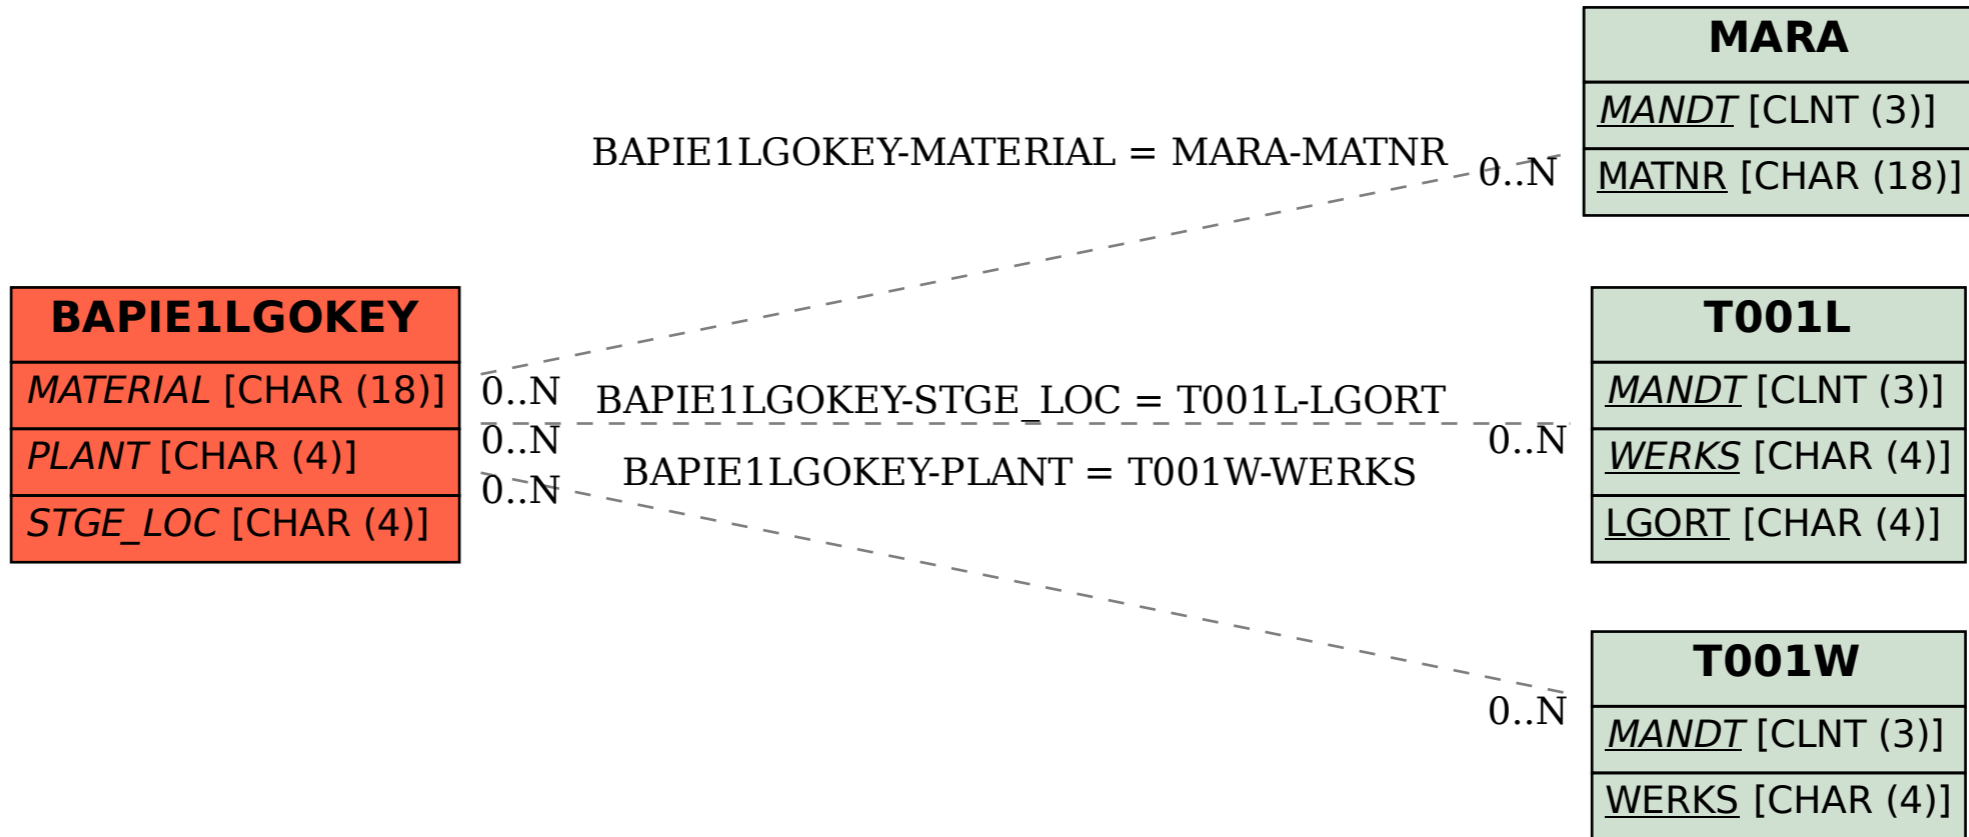 MARA
MANDT [CLNT (3)]
MATNR [CHAR (18)]
BAPIE1LGOKEY-MATERIAL = MARA-MATNR
0..N
BAPIE1LGOKEY
MATERIAL [CHAR (18)]
PLANT [CHAR (4)]
STGE_LOC [CHAR (4)]
0..N
BAPIE1LGOKEY-STGE_LOC = T001L-LGORT
0..N
0..N
BAPIE1LGOKEY-PLANT = T001W-WERKS
0..N
T001L
MANDT [CLNT (3)]
WERKS [CHAR (4)]
LGORT [CHAR (4)]
0..N
T001W
MANDT [CLNT (3)]
WERKS [CHAR (4)]